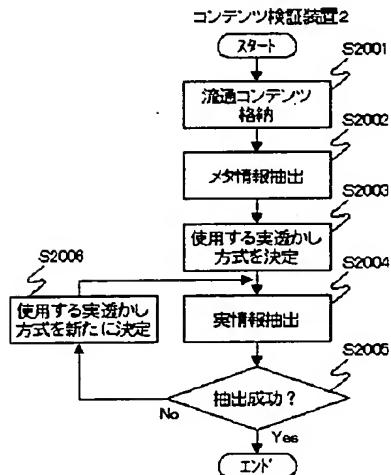 コンテンツ検証装置2
スタート
S2001
流通コンテンツ
格納
S2002
メタ情報抽出
S2003
使用する実透かし
方式を決定
S2004
実情報抽出
S2006
使用する実透かし
方式を新たに決定
S2005
抽出成功?
No
Yes
エンド